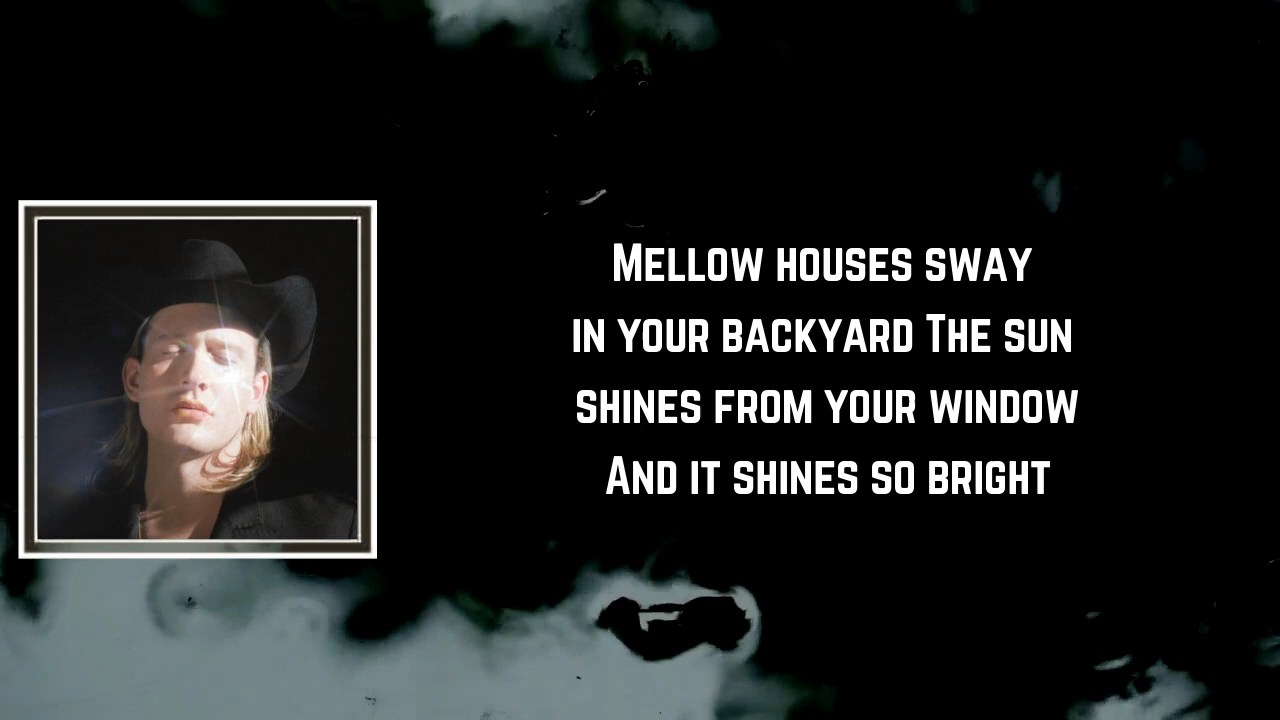 Mellow houses sway
in your backyard The sun
shines from your window
And it shines so bright